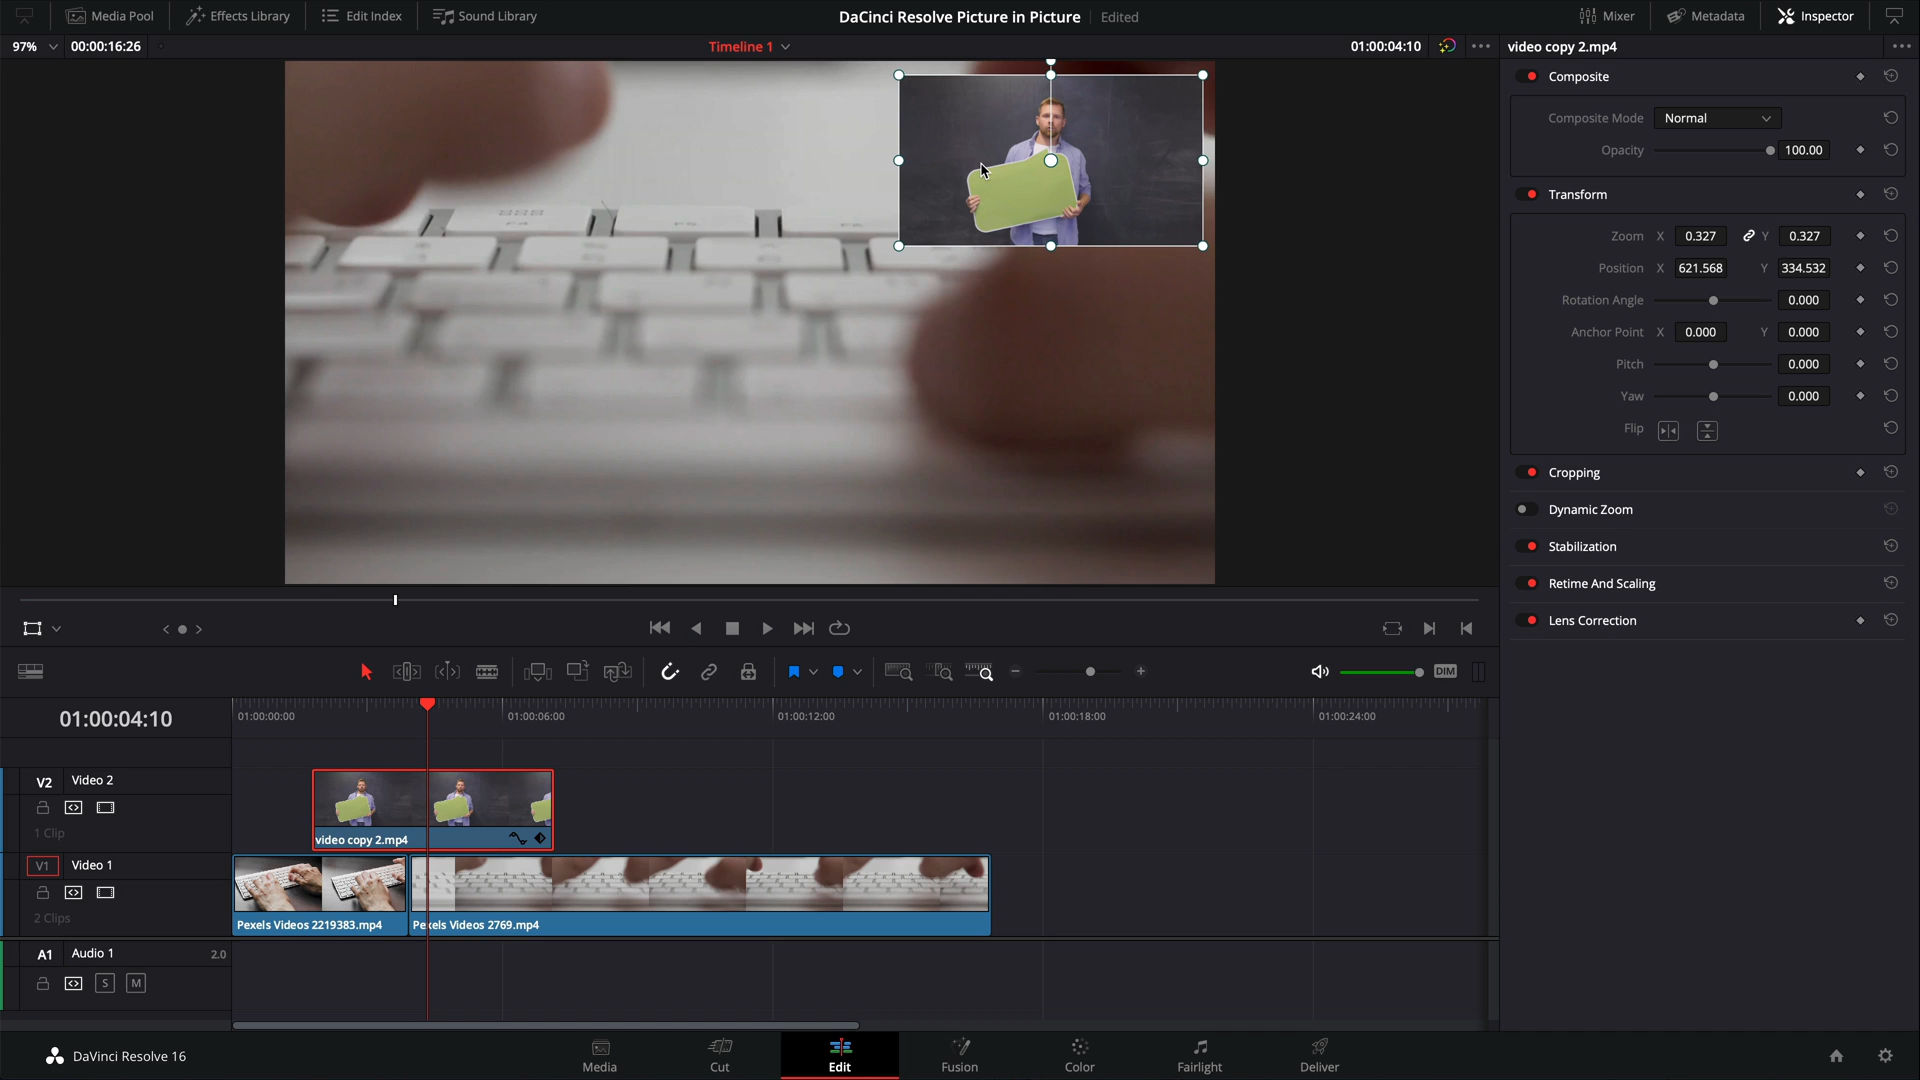 Media Pool
Effects Library
Edit Index
Sound Library
DaCinci Resolve Picture in Picture
Edited
Mixer
Metadata
Inspector
97%
00:00:16:26
Timeline 1
01:00:04:10
video copy 2.mp4
Composite
Composite Mode
Normal
Opacity
100.00
Transform
Zoom X 0.327 Y 0.327
Position X 621.568 Y 334.532
Rotation Angle 0.000
Anchor Point X 0.000 Y 0.000
Pitch 0.000
Yaw 0.000
Flip
Cropping
Dynamic Zoom
Stabilization
Retime And Scaling
Lens Correction
DIM
01:00:04:10
01:00:00:00
01:00:06:00
01:00:12:00
01:00:18:00
01:00:24:00
V2 Video 2
1 Clip
video copy 2.mp4
V1 Video 1
2 Clips
Pexels Videos 2219383.mp4
Pexels Videos 2769.mp4
A1 Audio 1 2.0
S M
DaVinci Resolve 16
Media
Cut
Edit
Fusion
Color
Fairlight
Deliver